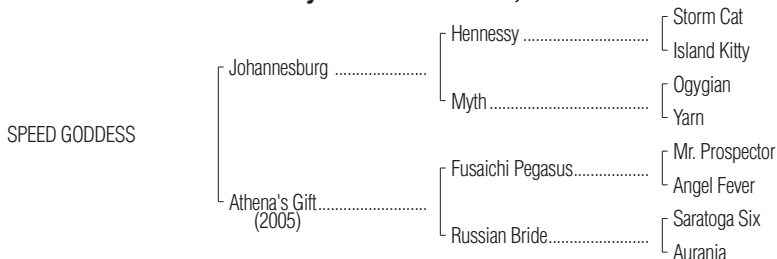 Storm Cat
Hennessy
Island Kitty
Johannesburg
Ogygian
Myth
Yarn
SPEED GODDESS
Mr. Prospector
Fusaichi Pegasus
Angel Fever
Athena's Gift
(2005)
Saratoga Six
Russian Bride
Aurania